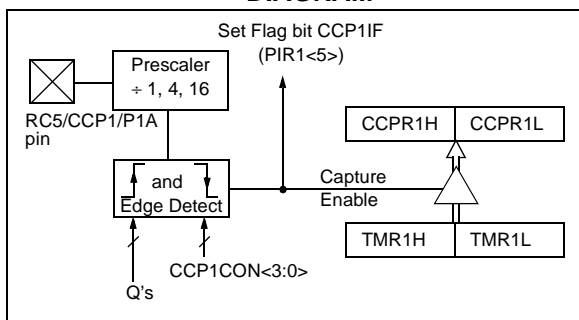 DIAGRAM
Set Flag bit CCP1IF
(PIR1<5>)
Prescaler
÷ 1, 4, 16
RC5/CCP1/P1A
pin
CCPR1H CCPR1L
and
Edge Detect
Capture
Enable
TMR1H TMR1L
CCP1CON<3:0>
Q's